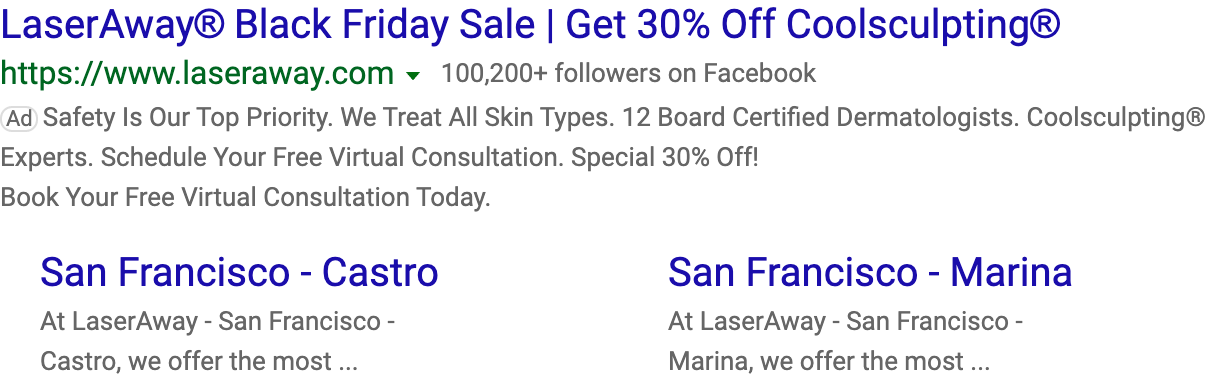 LaserAway® Black Friday Sale | Get 30% Off Coolsculpting®
https://www.laseraway.com 100,200+ followers on Facebook
Ad Safety Is Our Top Priority. We Treat All Skin Types. 12 Board Certified Dermatologists. Coolsculpting®
Experts. Schedule Your Free Virtual Consultation. Special 30% Off!
Book Your Free Virtual Consultation Today.
San Francisco - Castro
At LaserAway - San Francisco -
Castro, we offer the most ...
San Francisco - Marina
At LaserAway - San Francisco -
Marina, we offer the most ...